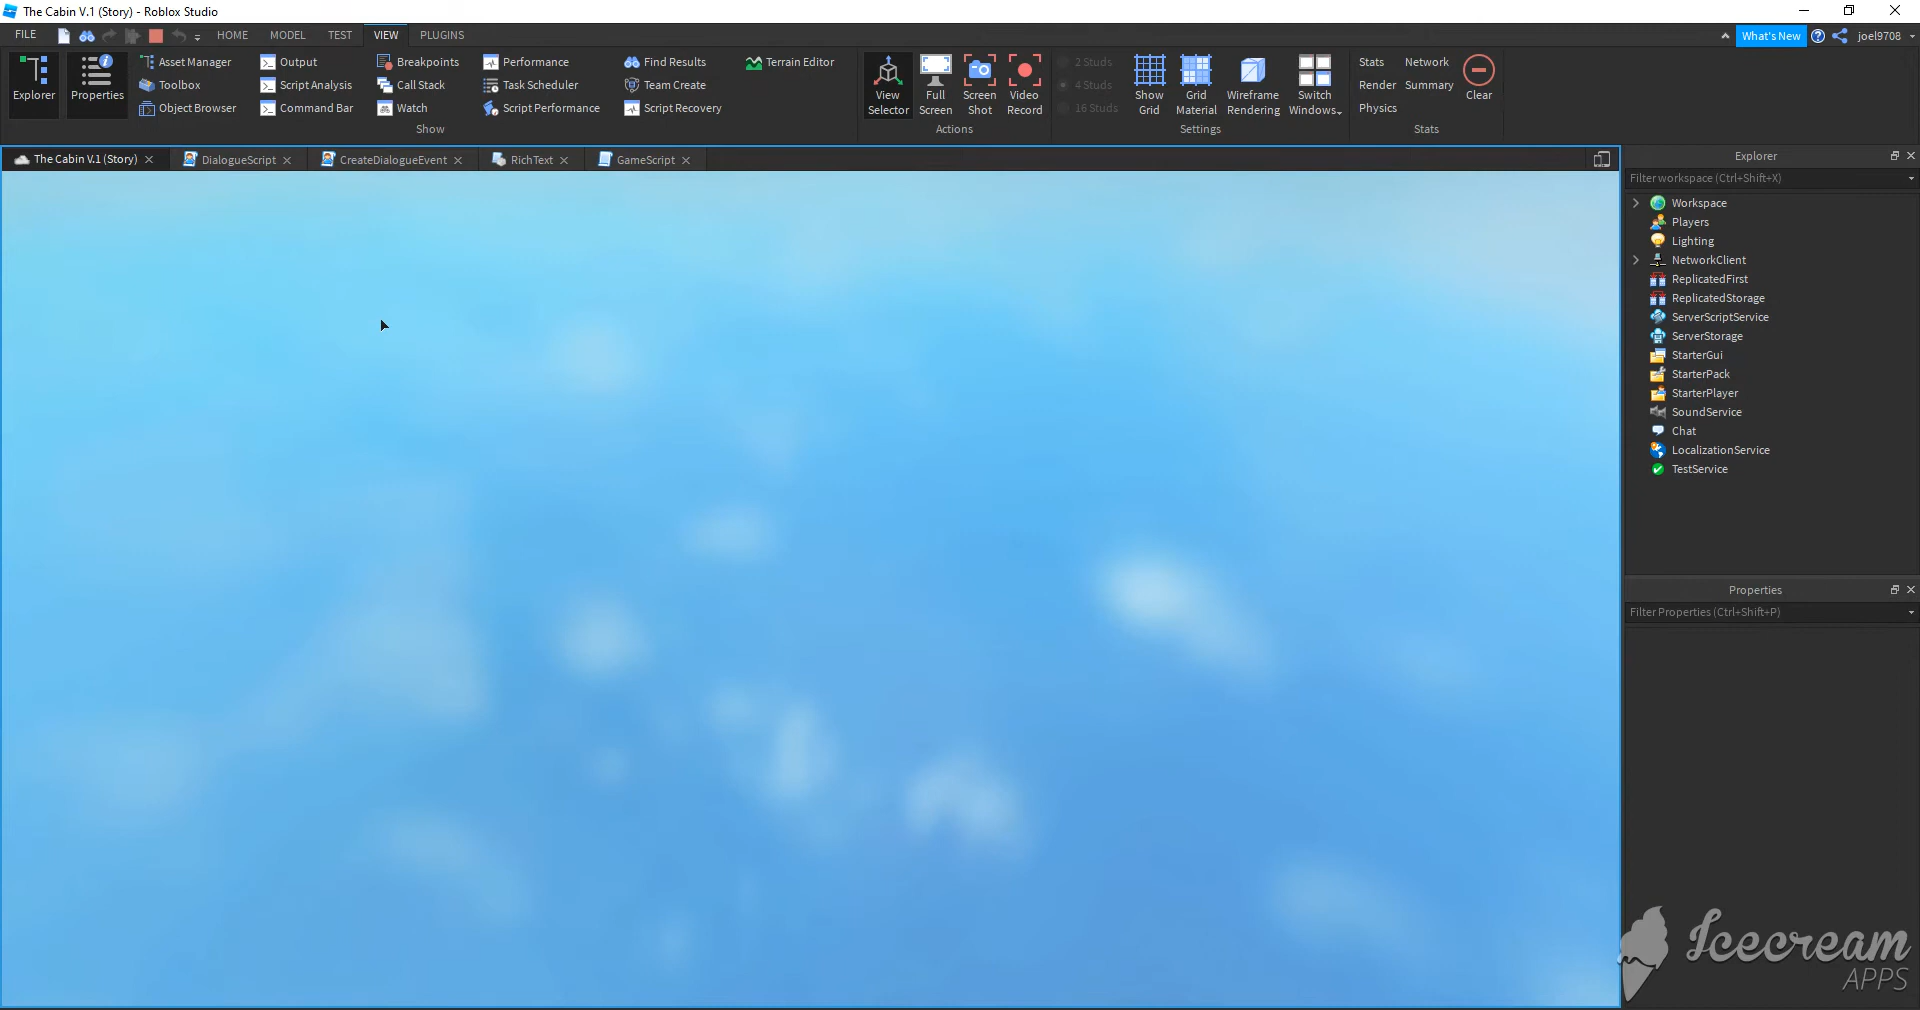 The Cabin V.1 (Story) - Roblox Studio
FILE HOME MODEL TEST VIEW PLUGINS What's New joel9708
Explorer
Properties
Asset Manager
Toolbox
Object Browser
Output
Script Analysis
Command Bar
Breakpoints
Call Stack
Watch
Performance
Task Scheduler
Script Performance
Find Results
Team Create
Script Recovery
Terrain Editor
Show
View
Selector
Full
Screen
Screen
Shot
Video
Record
Actions
2 Studs
4 Studs
16 Studs
Show
Grid
Grid
Material
Wireframe
Rendering
Switch
Windows
Settings
Stats
Render
Physics
Network
Summary
Clear
Stats
The Cabin V.1 (Story) DialogueScript CreateDialogueEvent RichText GameScript
Explorer
Filter workspace (Ctrl+Shift+X)
Workspace
Players
Lighting
NetworkClient
ReplicatedFirst
ReplicatedStorage
ServerScriptService
ServerStorage
StarterGui
StarterPack
StarterPlayer
SoundService
Chat
LocalizationService
TestService
Properties
Filter Properties (Ctrl+Shift+P)
Icecream
APPS